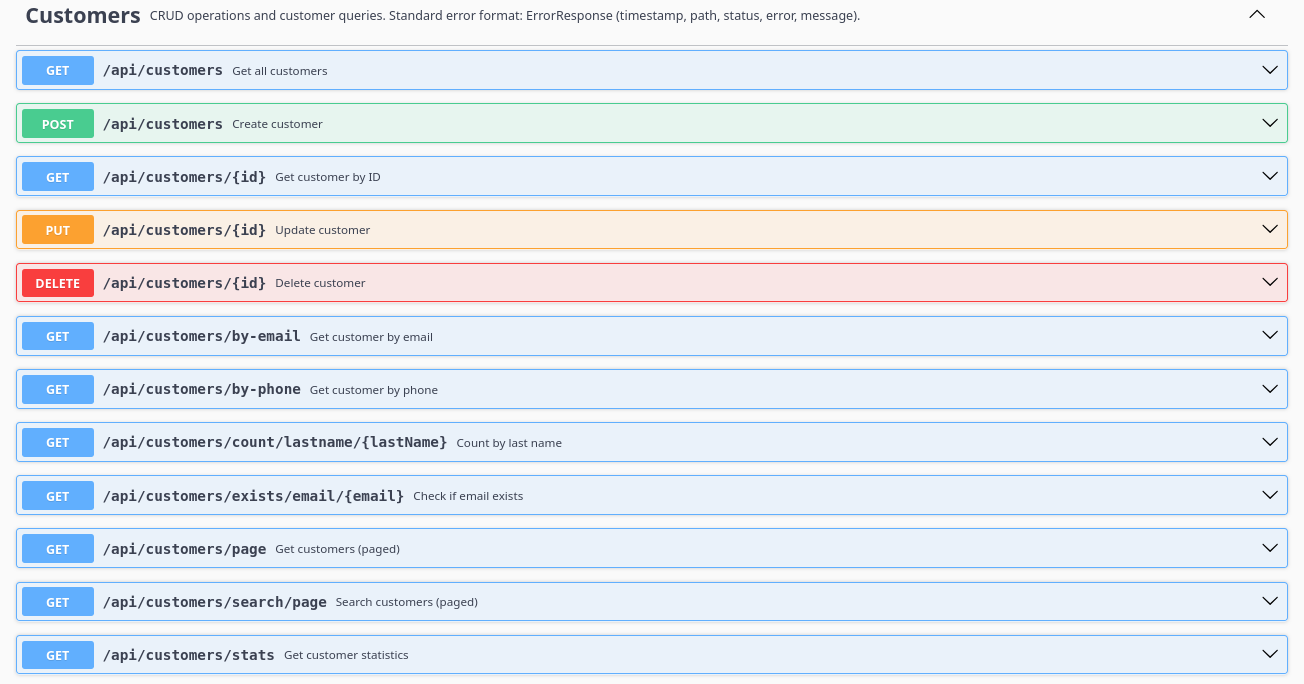 Customers CRUD operations and customer queries. Standard error format: ErrorResponse (timestamp, path, status, error, message).
GET /api/customers Get all customers
POST /api/customers Create customer
GET /api/customers/{id} Get customer by ID
PUT /api/customers/{id} Update customer
DELETE /api/customers/{id} Delete customer
GET /api/customers/by-email Get customer by email
GET /api/customers/by-phone Get customer by phone
GET /api/customers/count/lastname/{lastName} Count by last name
GET /api/customers/exists/email/{email} Check if email exists
GET /api/customers/page Get customers (paged)
GET /api/customers/search/page Search customers (paged)
GET /api/customers/stats Get customer statistics